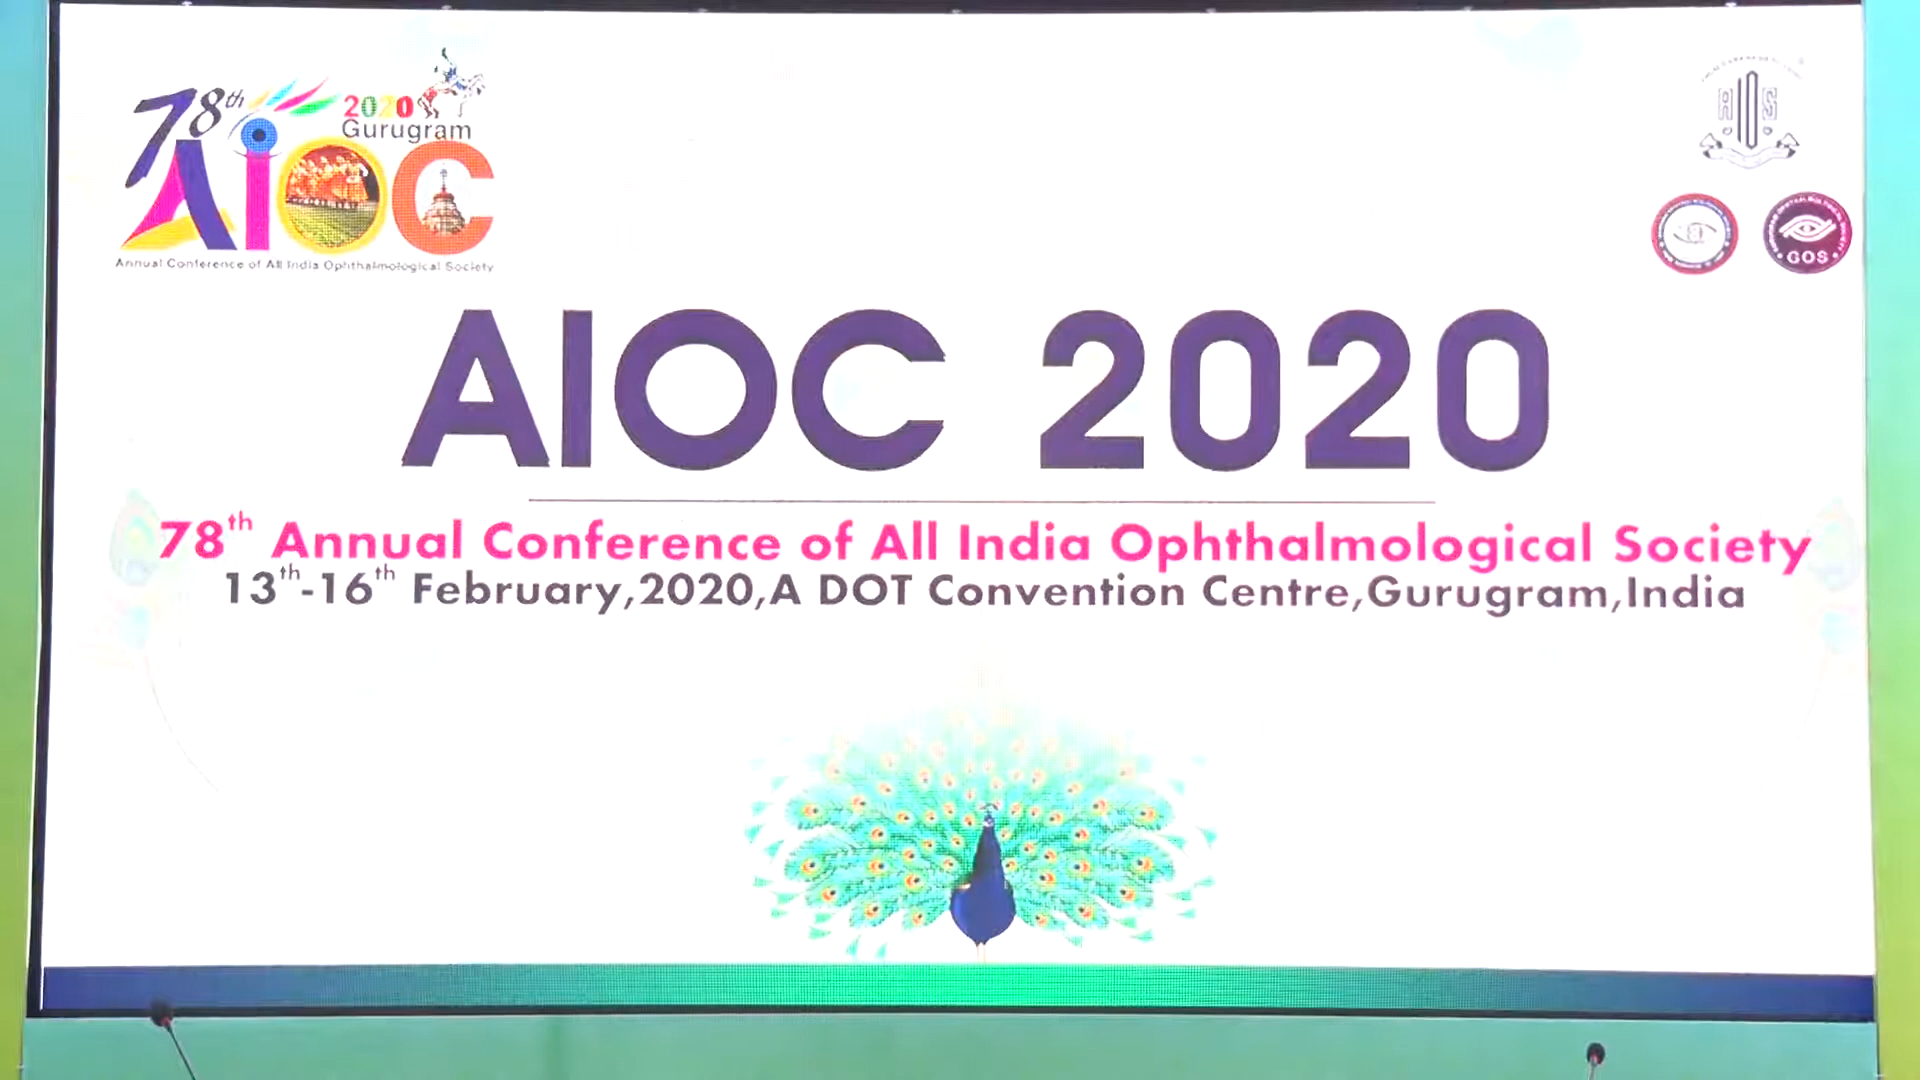 78th
2020
Gurugram
AIOC
Annual Conference of All India Ophthalmological Society
AIOS
GOS
AIOC 2020
78th Annual Conference of All India Ophthalmological Society
13th-16th February,2020,A DOT Convention Centre,Gurugram,India